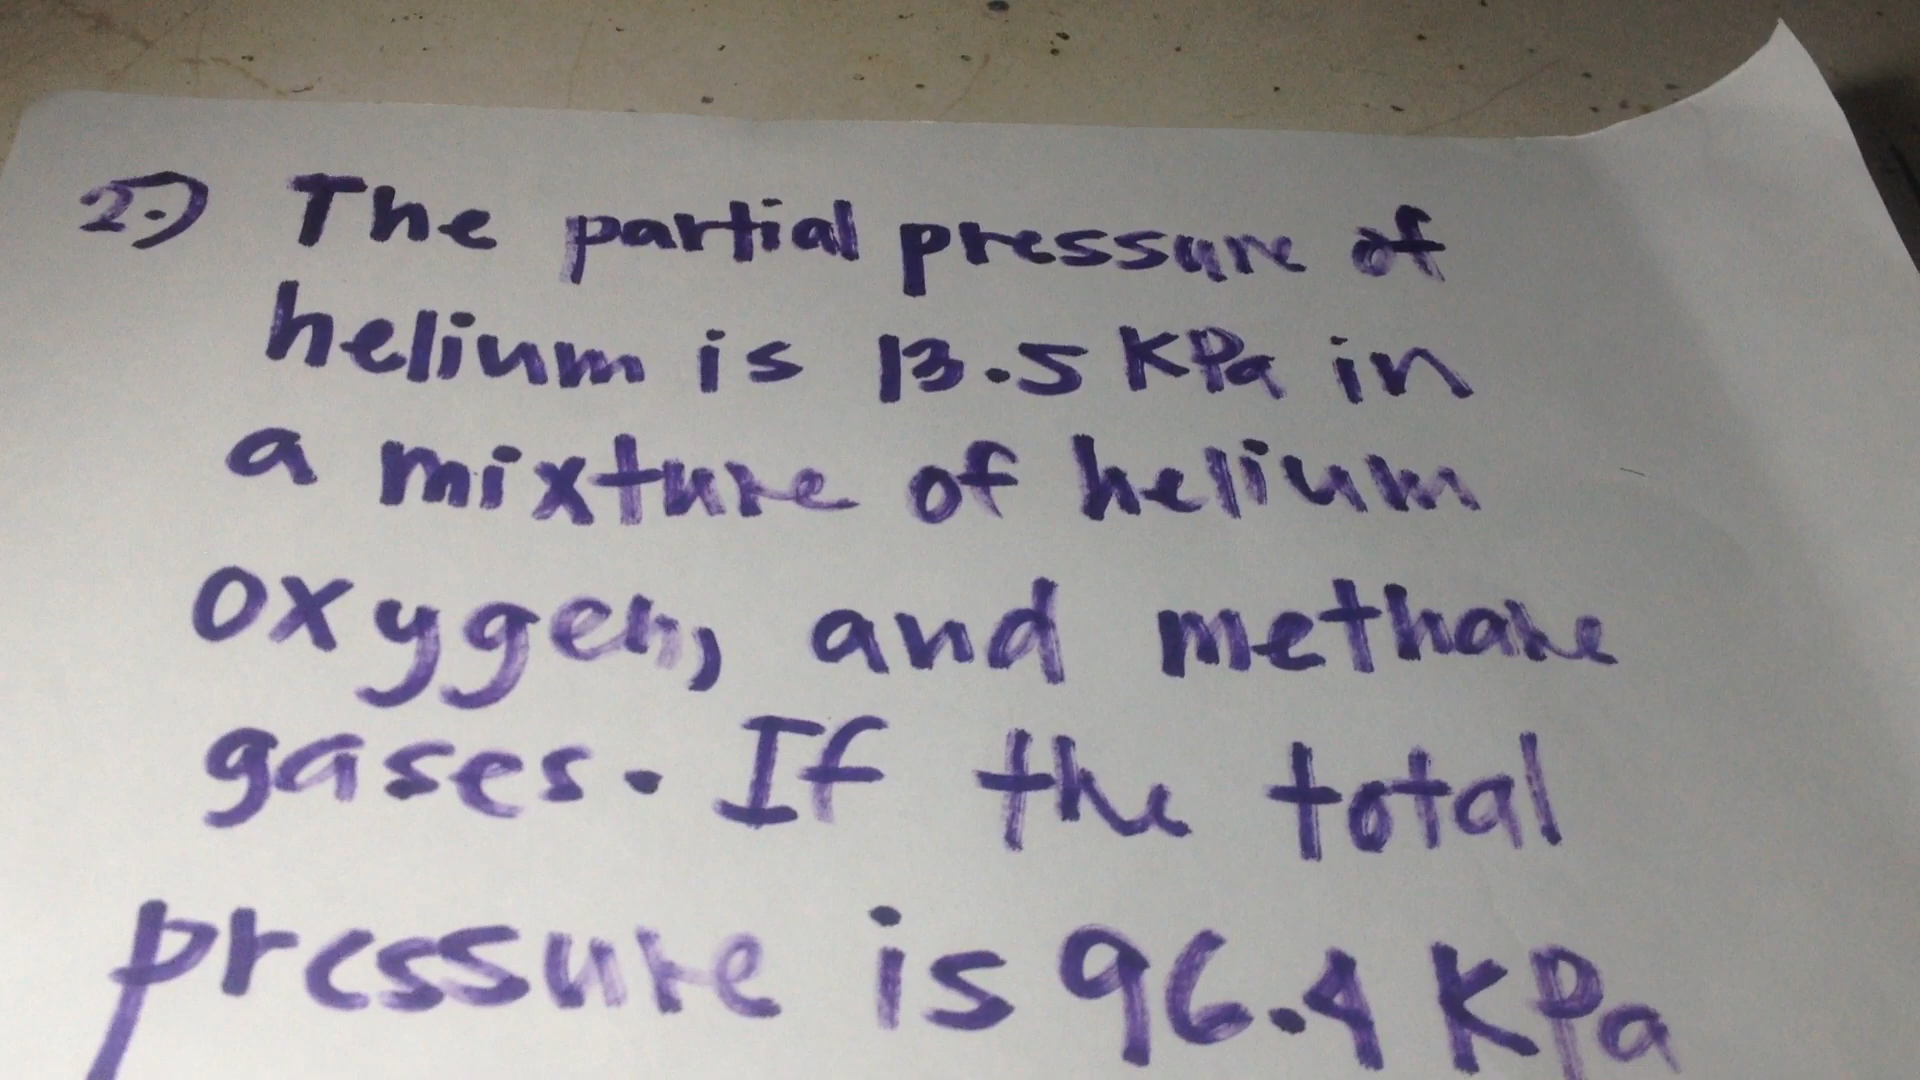 2.) The partial pressure of
helium is 13.5 KPa in
a mixture of helium
oxygen, and methane
gases. If the total
pressure is 96.4 KPa